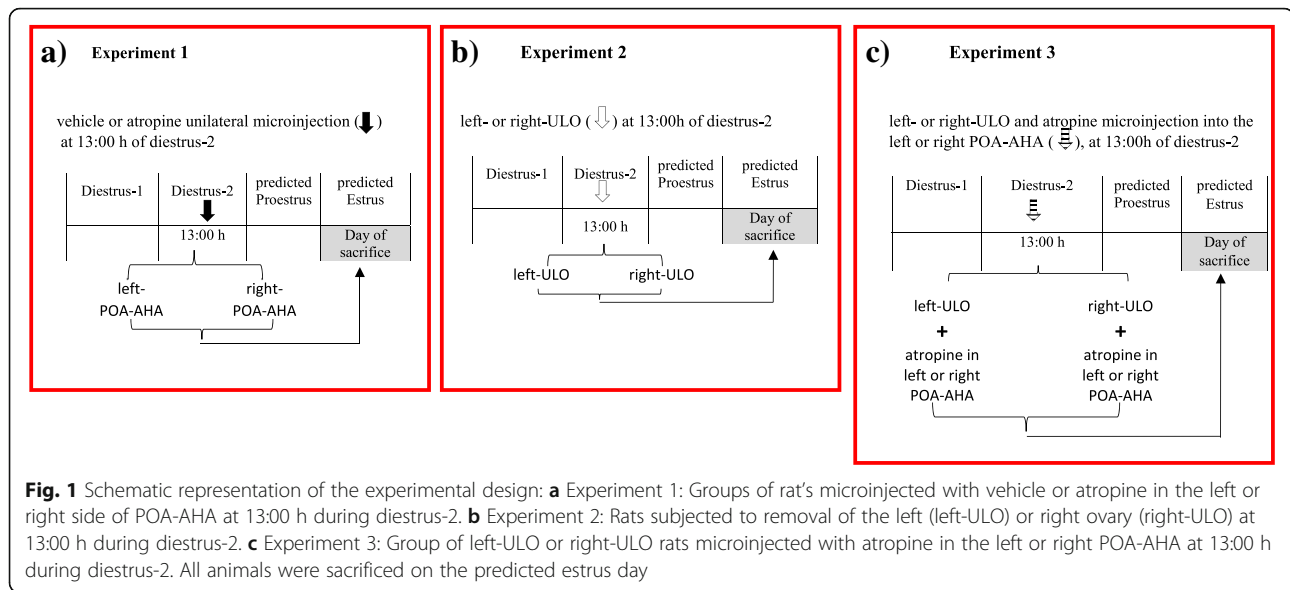 a) Experiment 1
vehicle or atropine unilateral microinjection (⬇)
at 13:00 h of diestrus-2
Diestrus-1 Diestrus-2 predicted Proestrus predicted Estrus
13:00 h Day of sacrifice
left-POA-AHA right-POA-AHA
b) Experiment 2
left- or right-ULO (⇩) at 13:00h of diestrus-2
Diestrus-1 Diestrus-2 predicted Proestrus predicted Estrus
13:00 h Day of sacrifice
left-ULO right-ULO
c) Experiment 3
left- or right-ULO and atropine microinjection into the
left or right POA-AHA (⇩), at 13:00h of diestrus-2
Diestrus-1 Diestrus-2 predicted Proestrus predicted Estrus
13:00 h Day of sacrifice
left-ULO right-ULO
+ +
atropine in atropine in
left or right left or right
POA-AHA POA-AHA
Fig. 1 Schematic representation of the experimental design: a Experiment 1: Groups of rat's microinjected with vehicle or atropine in the left or
right side of POA-AHA at 13:00 h during diestrus-2. b Experiment 2: Rats subjected to removal of the left (left-ULO) or right ovary (right-ULO) at
13:00 h during diestrus-2. c Experiment 3: Group of left-ULO or right-ULO rats microinjected with atropine in the left or right POA-AHA at 13:00 h
during diestrus-2. All animals were sacrificed on the predicted estrus day